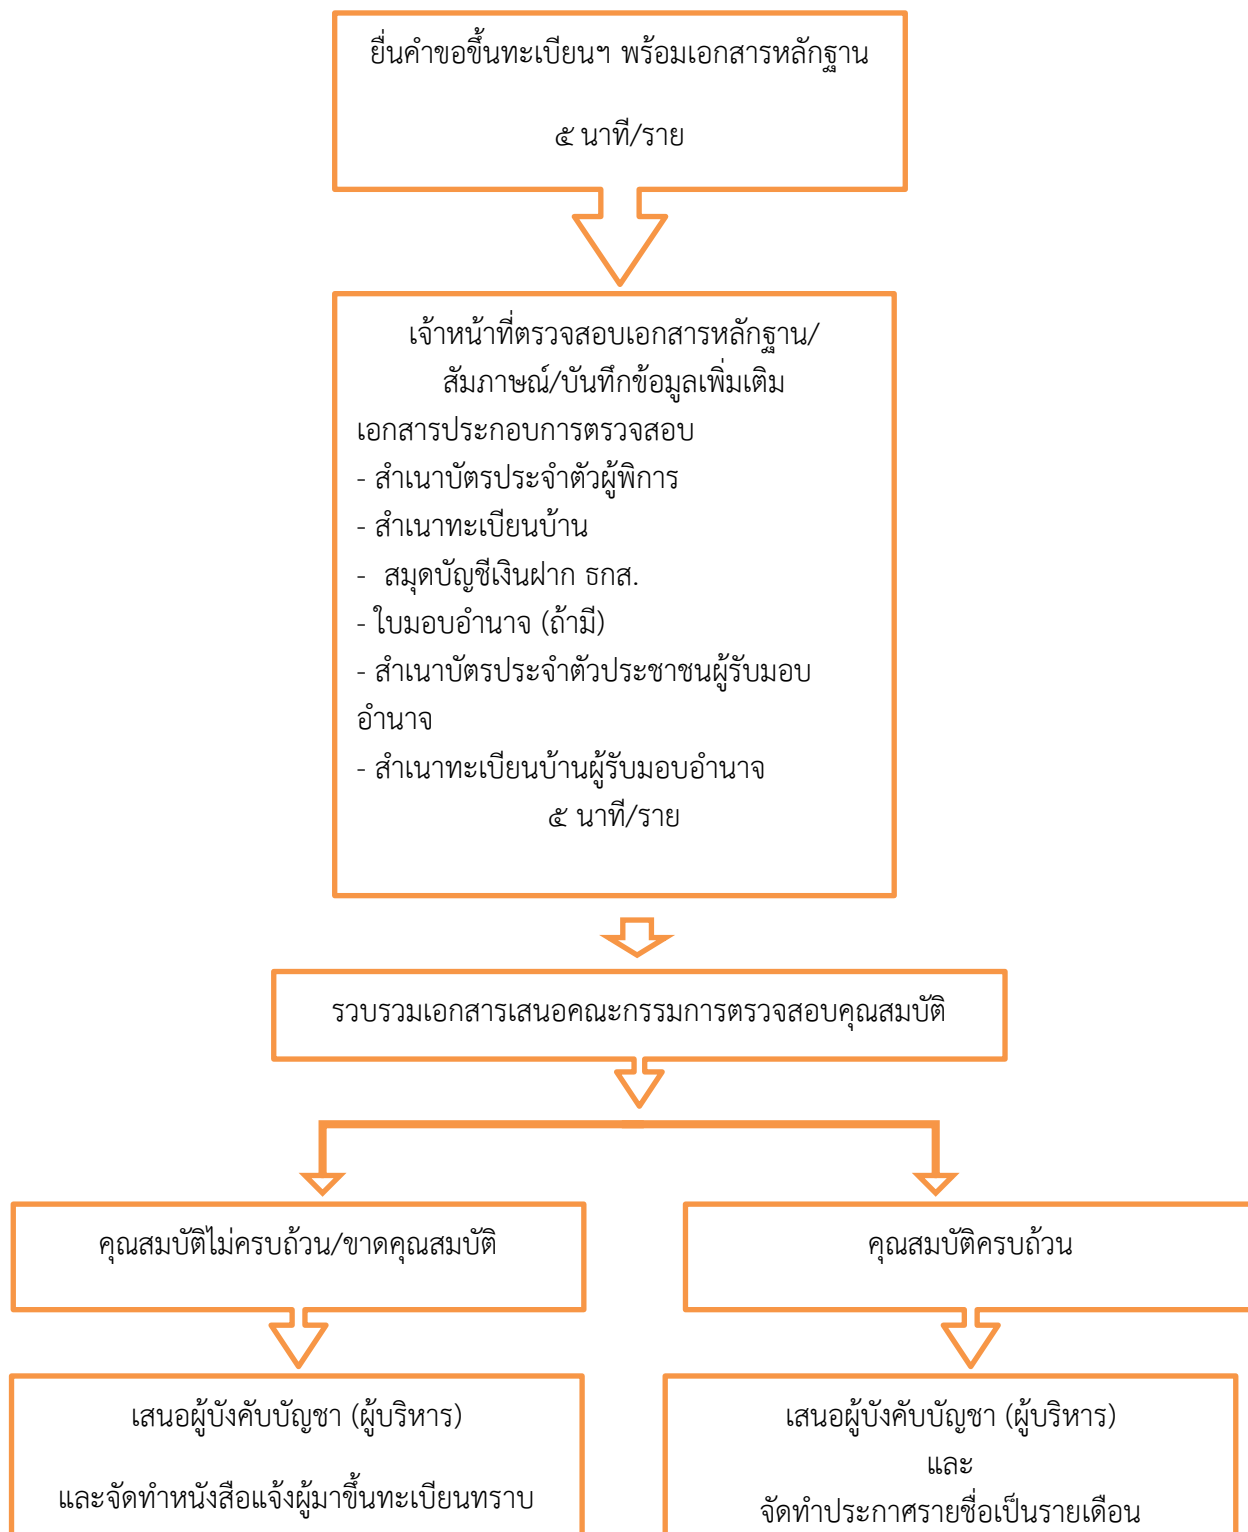 ยื่นคำขอขึ้นทะเบียนฯ พร้อมเอกสารหลักฐาน
๕ นาที/ราย
เจ้าหน้าที่ตรวจสอบเอกสารหลักฐาน/
สัมภาษณ์/บันทึกข้อมูลเพิ่มเติม
เอกสารประกอบการตรวจสอบ
- สำเนาบัตรประจำตัวผู้พิการ
- สำเนาทะเบียนบ้าน
- สมุดบัญชีเงินฝาก ธกส.
- ใบมอบอำนาจ (ถ้ามี)
- สำเนาบัตรประจำตัวประชาชนผู้รับมอบ
อำนาจ
- สำเนาทะเบียนบ้านผู้รับมอบอำนาจ
๕ นาที/ราย
รวบรวมเอกสารเสนอคณะกรรมการตรวจสอบคุณสมบัติ
คุณสมบัติไม่ครบถ้วน/ขาดคุณสมบัติ
คุณสมบัติครบถ้วน
เสนอผู้บังคับบัญชา (ผู้บริหาร)
และจัดทำหนังสือแจ้งผู้มาขึ้นทะเบียนทราบ
เสนอผู้บังคับบัญชา (ผู้บริหาร)
และ
จัดทำประกาศรายชื่อเป็นรายเดือน